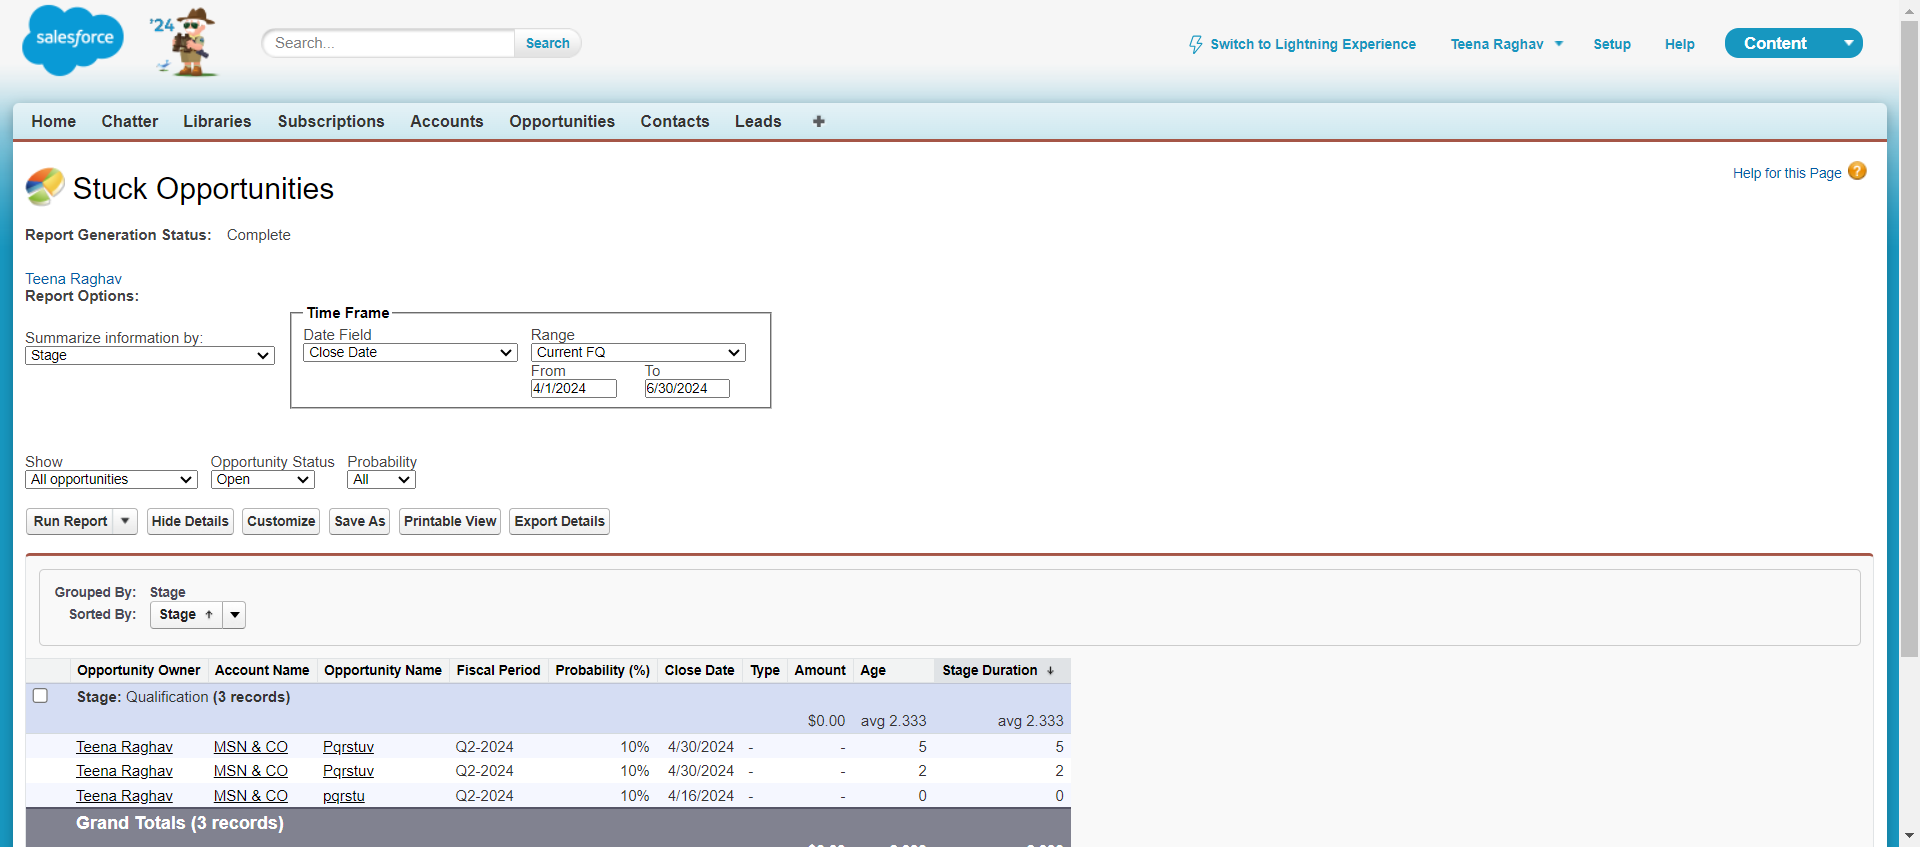 salesforce
'24
Search...
Search
Switch to Lightning Experience
Teena Raghav
Setup
Help
Content
Home Chatter Libraries Subscriptions Accounts Opportunities Contacts Leads +
Stuck Opportunities
Help for this Page ?
Report Generation Status: Complete
Teena Raghav
Report Options:
Summarize information by:
Stage
Time Frame
Date Field Range
Close Date Current FQ
From To
4/1/2024 6/30/2024
Show Opportunity Status Probability
All opportunities Open All
Run Report Hide Details Customize Save As Printable View Export Details
Grouped By: Stage
Sorted By: Stage ↑
Opportunity Owner Account Name Opportunity Name Fiscal Period Probability (%) Close Date Type Amount Age Stage Duration ↓
Stage: Qualification (3 records)
$0.00 avg 2.333 avg 2.333
Teena Raghav MSN & CO Pqrstuv Q2-2024 10% 4/30/2024 - - 5 5
Teena Raghav MSN & CO Pqrstuv Q2-2024 10% 4/30/2024 - - 2 2
Teena Raghav MSN & CO pqrstu Q2-2024 10% 4/16/2024 - - 0 0
Grand Totals (3 records)